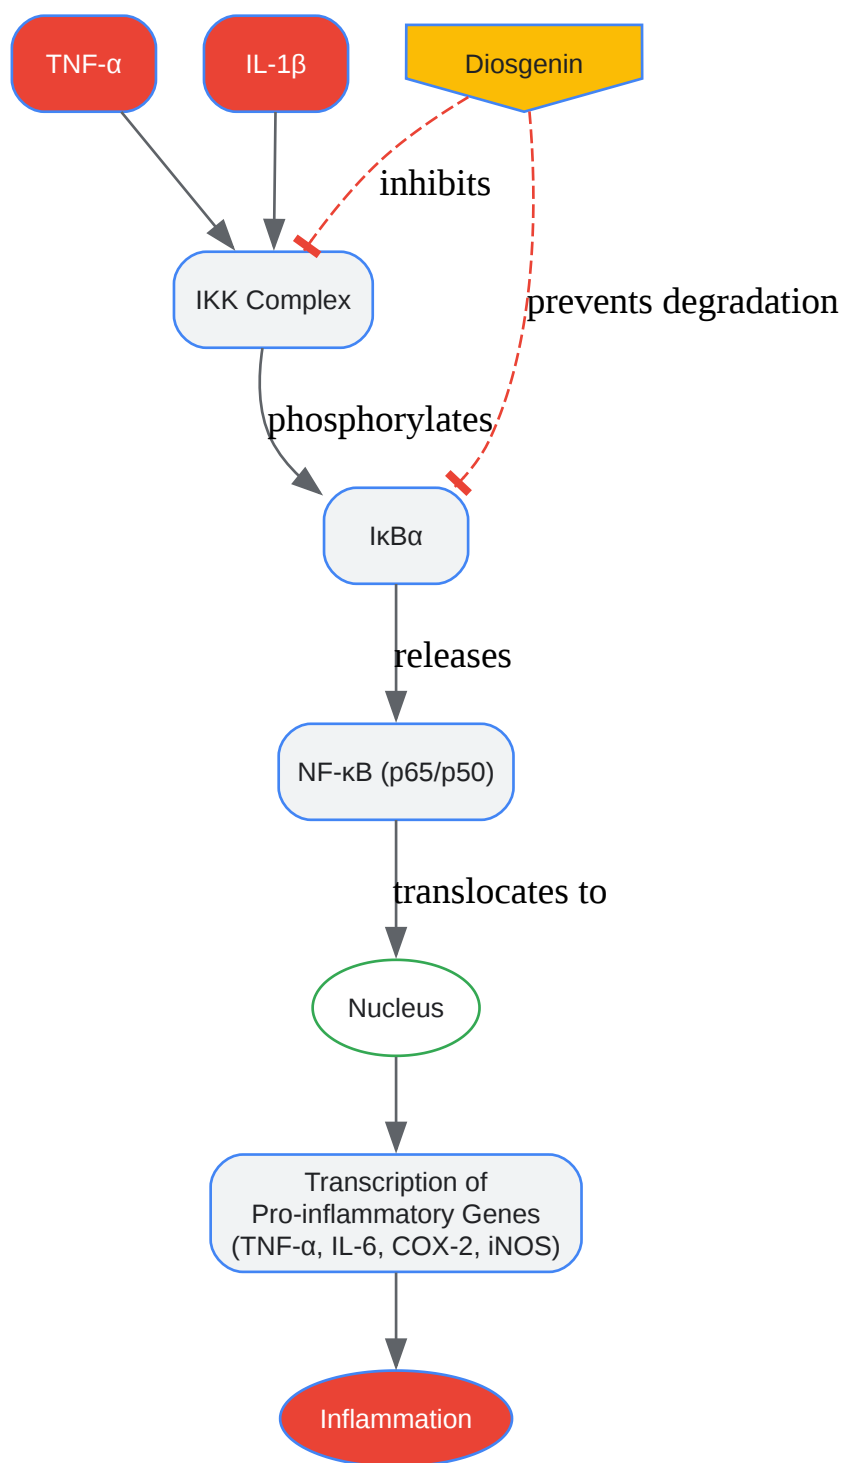 TNF-α
IL-1β
Diosgenin
inhibits
IKK Complex
prevents degradation
phosphorylates
IκBα
releases
NF-κB (p65/p50)
translocates to
Nucleus
Transcription of
Pro-inflammatory Genes
(TNF-α, IL-6, COX-2, iNOS)
Inflammation